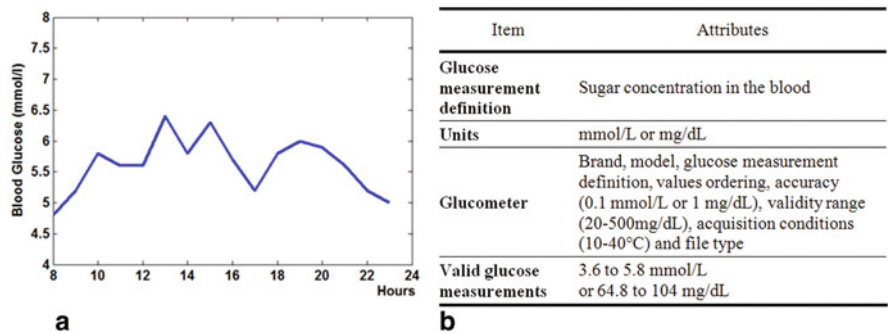 8
7.5
7
6.5
6
5.5
5
4.5
4
Blood Glucose (mmol/l)
8 10 12 14 16 18 20 22 24
Hours
a
Item Attributes
Glucose
measurement
definition
Sugar concentration in the blood
Units mmol/L or mg/dL
Glucometer
Brand, model, glucose measurement
definition, values ordering, accuracy
(0.1 mmol/L or 1 mg/dL), validity range
(20-500mg/dL), acquisition conditions
(10-40°C) and file type
Valid glucose
measurements
3.6 to 5.8 mmol/L
or 64.8 to 104 mg/dL
b